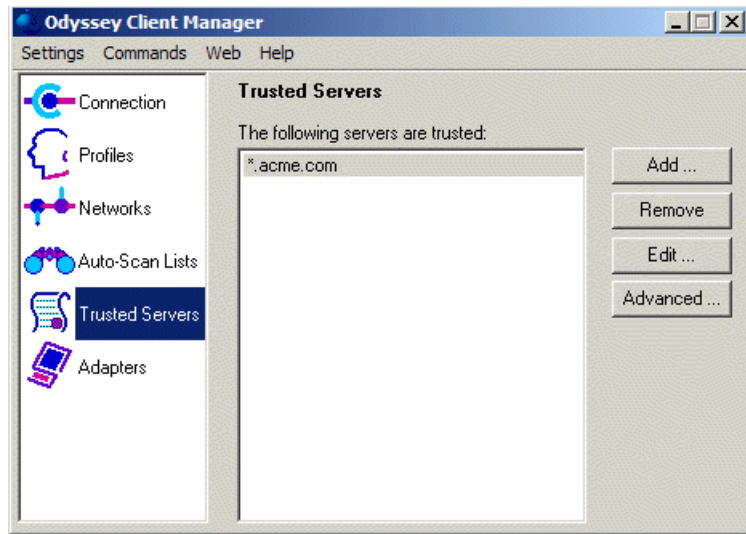 Odyssey Client Manager
Settings Commands Web Help
Connection
Profiles
Networks
Auto-Scan Lists
Trusted Servers
Adapters
Trusted Servers
The following servers are trusted:
*.acme.com
Add ...
Remove
Edit ...
Advanced ...